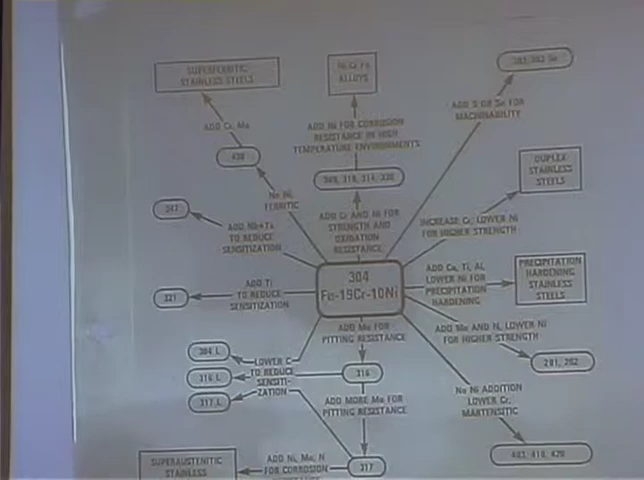 SUPERFERRITIC
STAINLESS STEELS
Ni-Cr-Fe
ALLOYS
303, 303 Se
ADD Cr, Mo
ADD Ni FOR CORROSION
RESISTANCE IN HIGH
TEMPERATURE ENVIRONMENTS
ADD S OR Se FOR
MACHINABILITY
430
309, 310, 314, 330
DUPLEX
STAINLESS
STEELS
No Ni,
FERRITIC
347
ADD Nb+Ta
TO REDUCE
SENSITIZATION
ADD Cr AND Ni FOR
STRENGTH AND
OXIDATION
RESISTANCE
INCREASE Cr, LOWER Ni
FOR HIGHER STRENGTH
304
Fe-19Cr-10Ni
ADD Cu, Ti, Al,
LOWER Ni FOR
PRECIPITATION
HARDENING
PRECIPITATION
HARDENING
STAINLESS
STEELS
321
ADD Ti
TO REDUCE
SENSITIZATION
ADD Mo FOR
PITTING RESISTANCE
ADD Mn AND N, LOWER Ni
FOR HIGHER STRENGTH
201, 202
304 L
316 L
317 L
LOWER C
TO REDUCE
SENSITI-
ZATION
316
ADD MORE Mo FOR
PITTING RESISTANCE
No Ni ADDITION
LOWER Cr,
MARTENSITIC
403, 410, 420
SUPERAUSTENITIC
STAINLESS
ADD Ni, Mo, N
FOR CORROSION
317